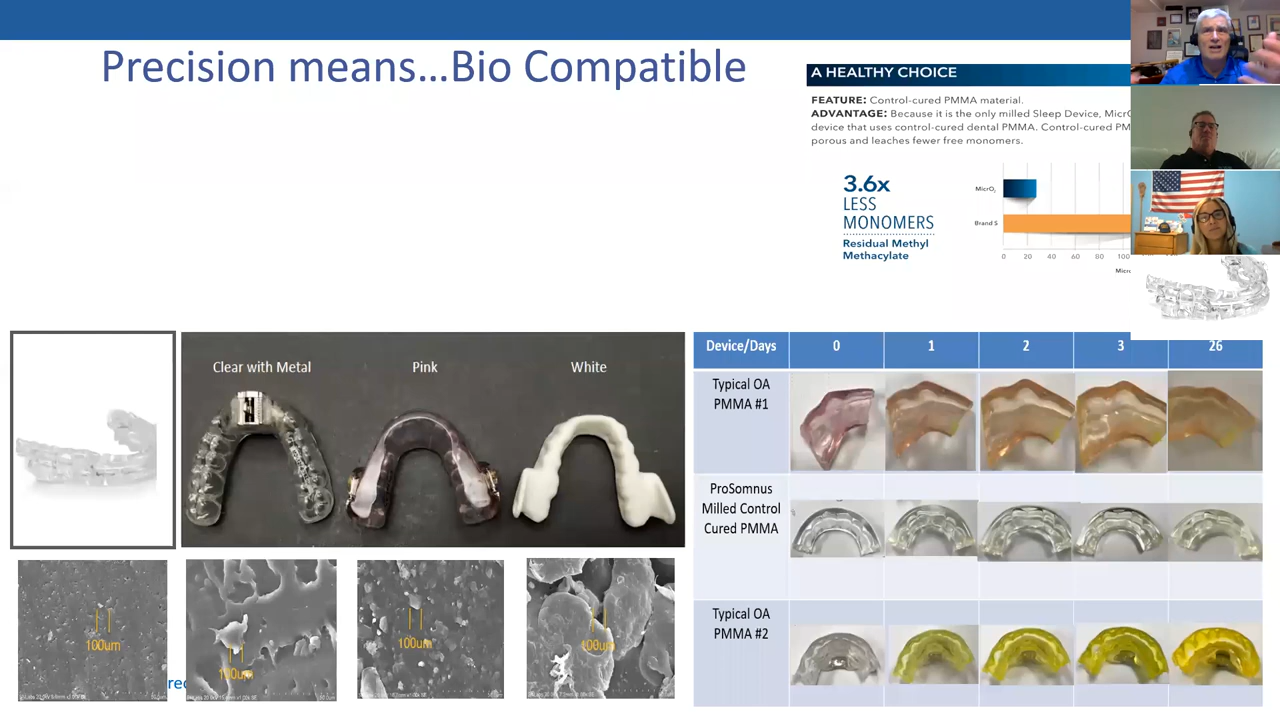 Precision means...Bio Compatible
A HEALTHY CHOICE
FEATURE: Control-cured PMMA material.
ADVANTAGE: Because it is the only milled Sleep Device, MicrO
device that uses control-cured dental PMMA. Control-cured PM
porous and leaches fewer free monomers.
3.6x
LESS
MONOMERS
Residual Methyl
Methacylate
MicrO₂
Brand S
0 20 40 60 80 100
Micro
Clear with Metal Pink White
Device/Days 0 1 2 3 26
Typical OA
PMMA #1
ProSomnus
Milled Control
Cured PMMA
Typical OA
PMMA #2
100um
100um
100um
100um